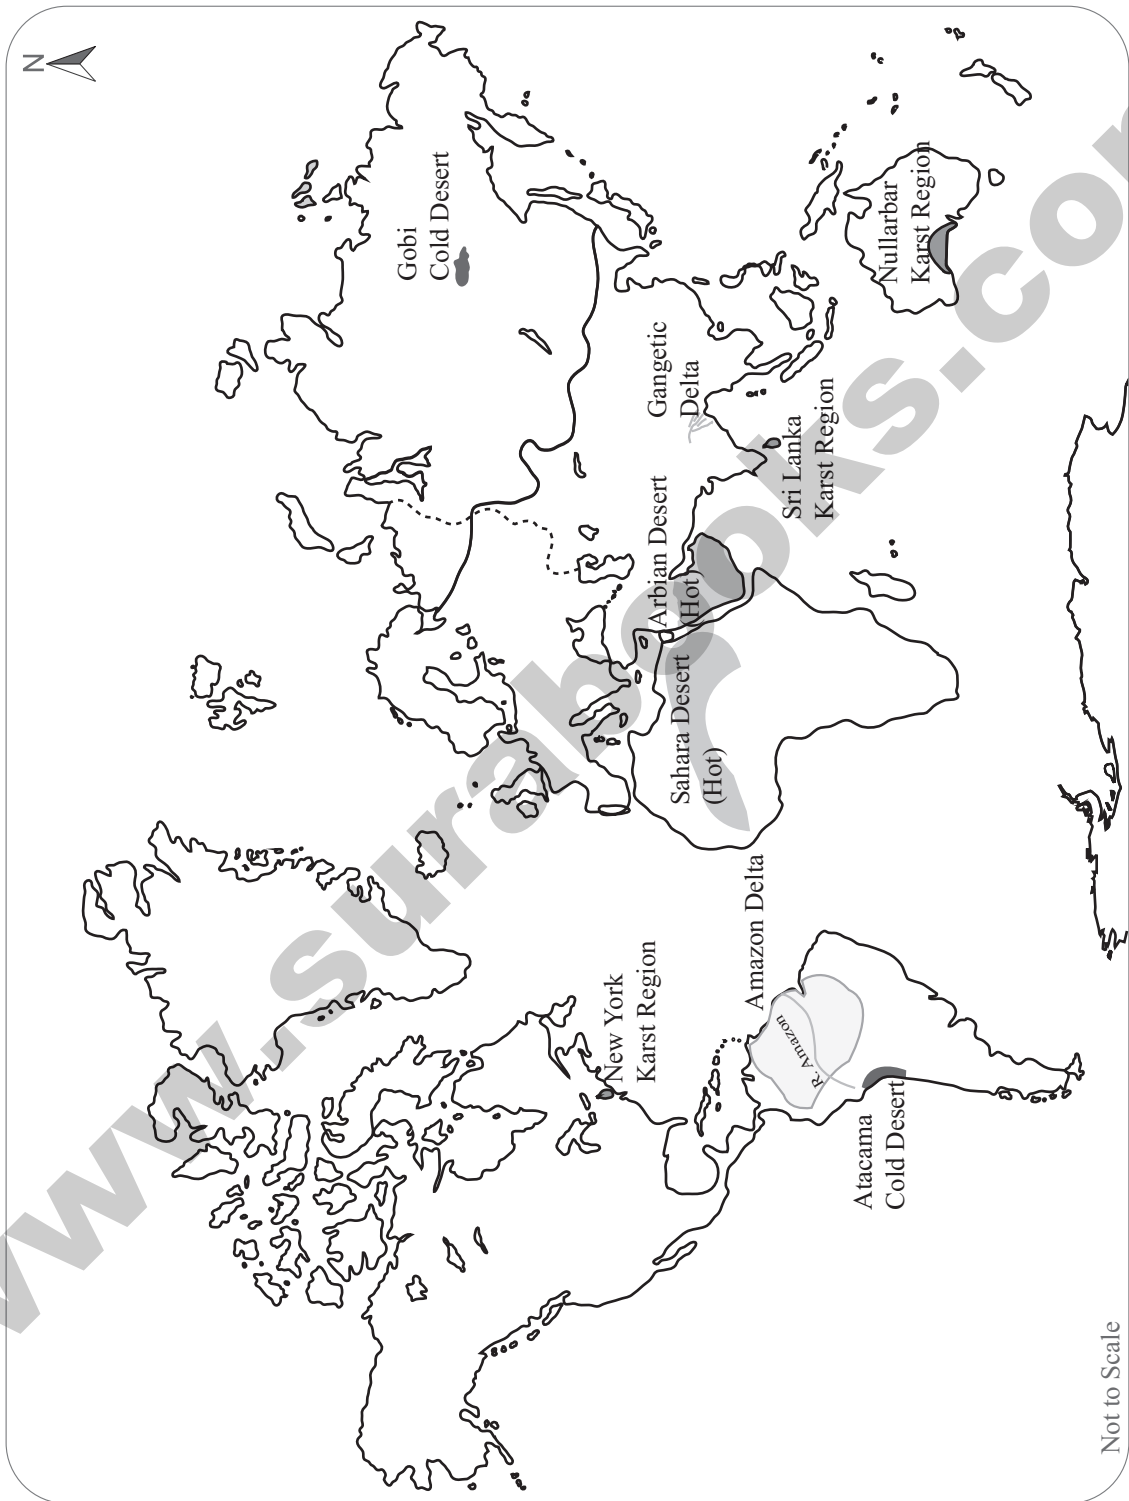 N
Gobi
Cold Desert
Nullarbar
Karst Region
Gangetic
Delta
Sri Lanka
Karst Region
Arbian Desert
(Hot)
Sahara Desert
(Hot)
Amazon Delta
R. Amazon
New York
Karst Region
Atacama
Cold Desert
Not to Scale
www.surabooks.com